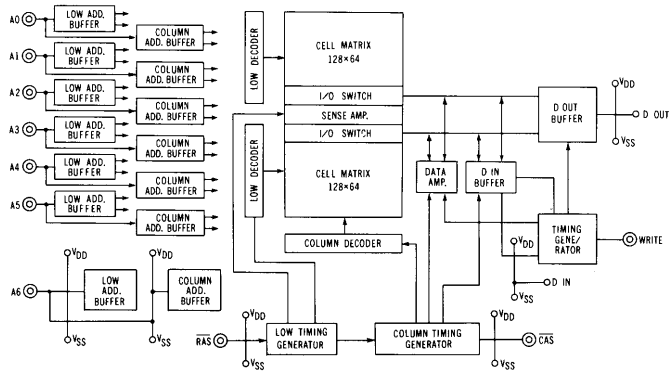 A0
LOW ADD.
BUFFER
COLUMN
ADD. BUFFER
A1
LOW ADD.
BUFFER
COLUMN
ADD. BUFFER
A2
LOW ADD.
BUFFER
COLUMN
ADD. BUFFER
A3
LOW ADD.
BUFFER
COLUMN
ADD. BUFFER
A4
LOW ADD.
BUFFER
COLUMN
ADD. BUFFER
A5
LOW ADD.
BUFFER
COLUMN
ADD. BUFFER
A6
VDD
LOW
ADD.
BUFFER
VSS
VDD
COLUMN
ADD.
BUFFER
VSS
LOW DECODER
CELL MATRIX
128×64
I/O SWITCH
SENSE AMP.
I/O SWITCH
LOW DECODER
CELL MATRIX
128×64
COLUMN DECODER
DATA
AMP.
D IN
BUFFER
D OUT
BUFFER
VDD
D OUT
VSS
TIMING
GENE/
RATOR
WRITE
VDD
D IN
VSS
RAS
VDD
VSS
LOW TIMING
GENERATOR
COLUMN TIMING
GENERATOR
VDD
VSS
CAS